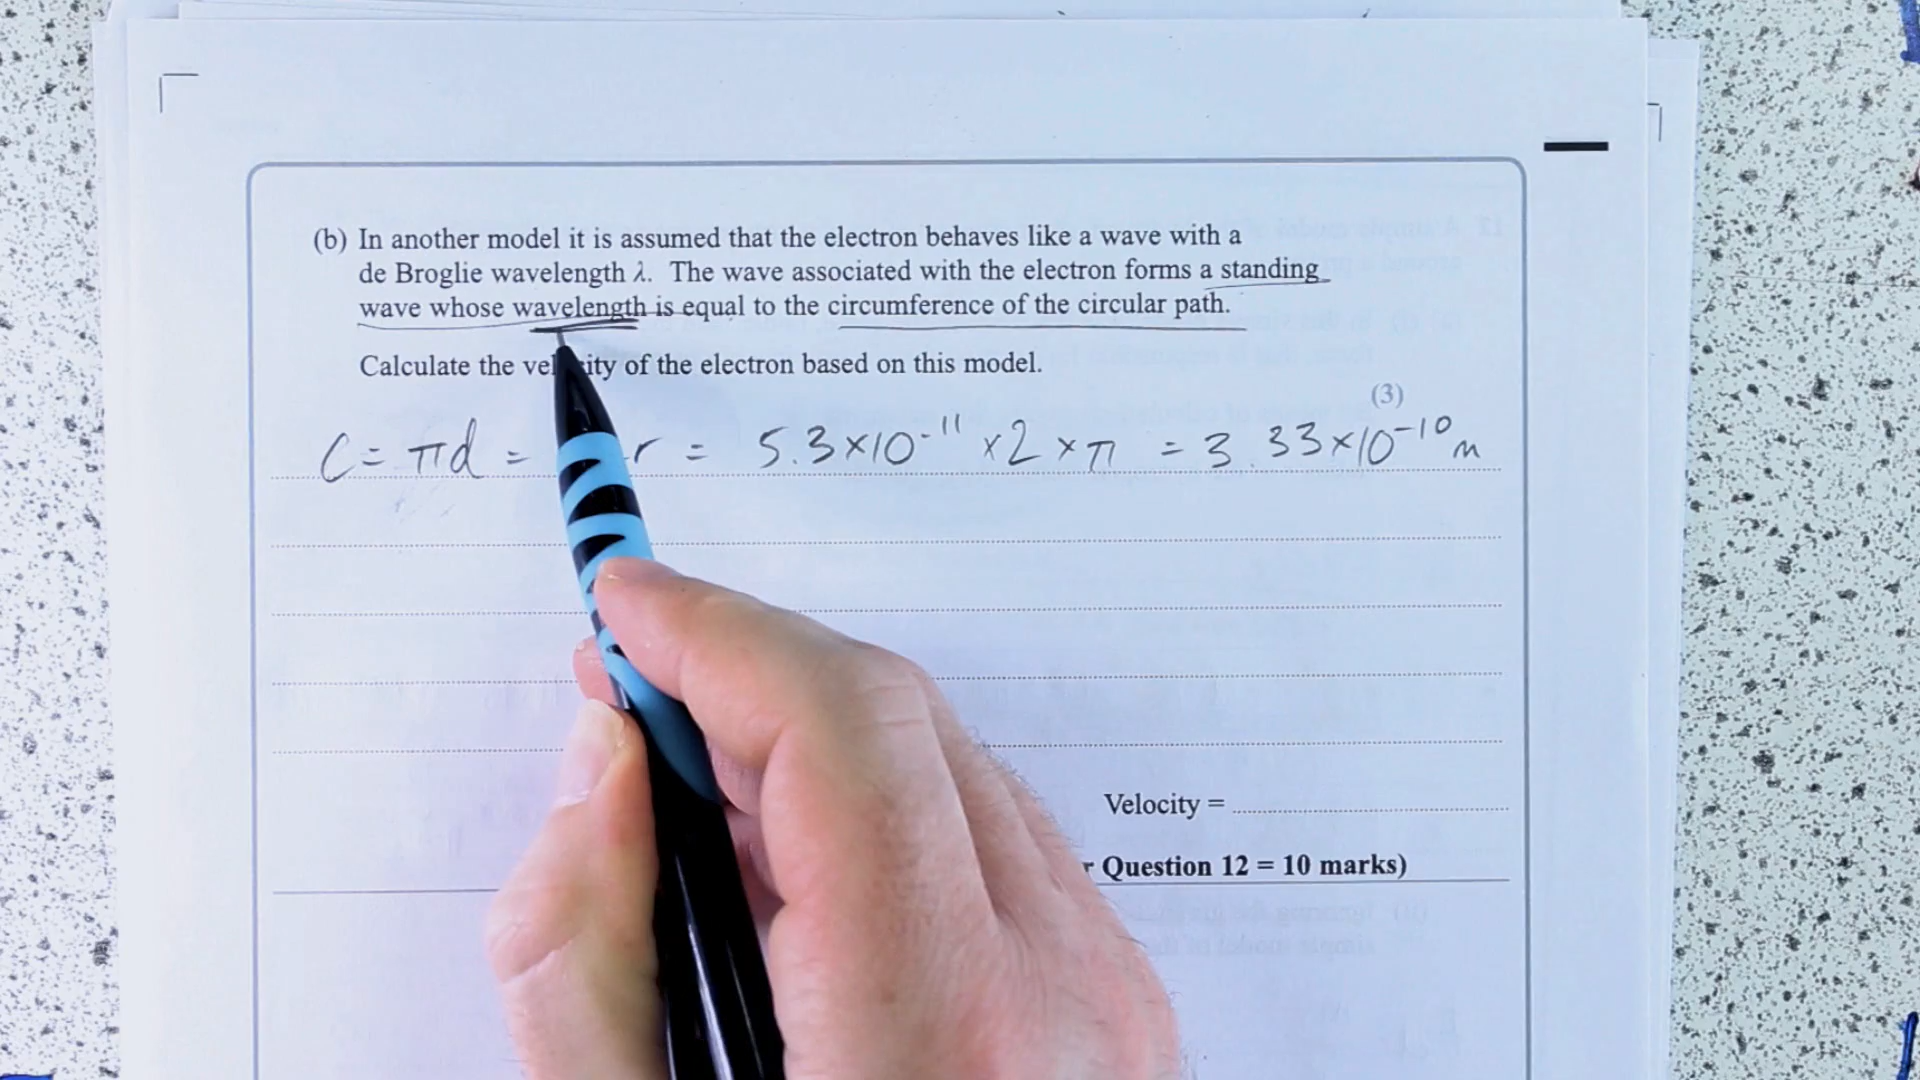 (b) In another model it is assumed that the electron behaves like a wave with a
de Broglie wavelength λ. The wave associated with the electron forms a standing
wave whose wavelength is equal to the circumference of the circular path.
Calculate the velocity of the electron based on this model.
(3)
C = πd = r = 5.3×10⁻¹¹ ×2 ×π = 3.33×10⁻¹⁰ m
Velocity =
Question 12 = 10 marks)